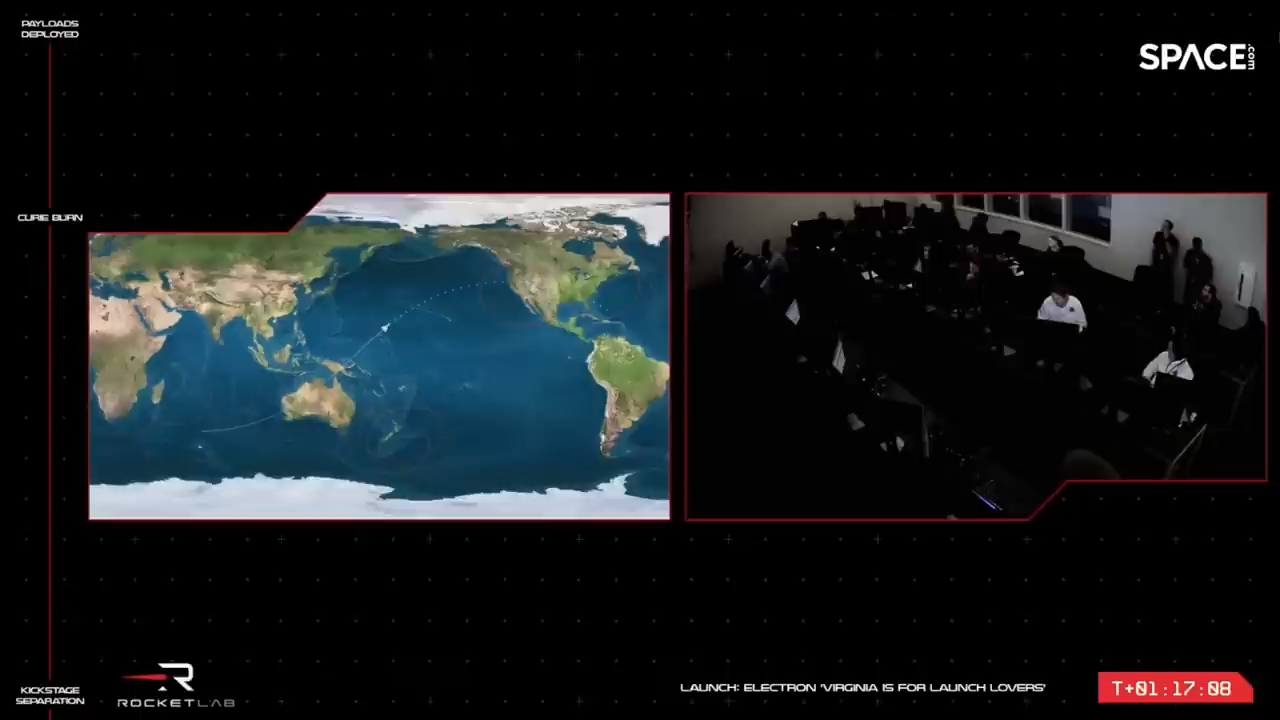 PAYLOADS
DEPLOYED
SPACE.com
CURIE BURN
KICKSTAGE
SEPARATION
ROCKETLAB
LAUNCH: ELECTRON 'VIRGINIA IS FOR LAUNCH LOVERS'
T+01:17:08